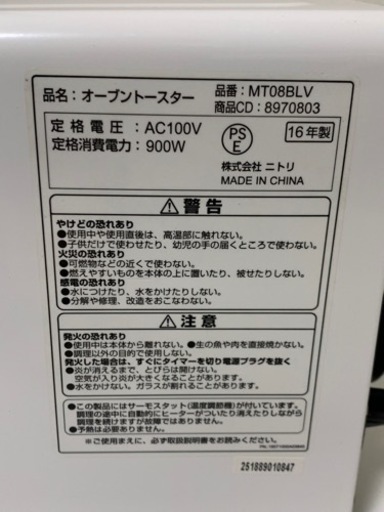 品名:オーブントースター
品番:MT08BLV
商品CD:8970803
定格電圧:AC100V
定格消費電力:900W
PS
E
16年製
株式会社 ニトリ
MADE IN CHINA
⚠警告
やけどの恐れあり
●使用中や使用直後は、高温部に触れない。
●子供だけで使わせたり、幼児の手の届くところで使わない。
火災の恐れあり
●可燃物などの近くで使わない。
●燃えやすいものを本体の上に置いたり、被せたりしない。
感電の恐れあり
●水につけたり、水をかけたりしない。
●分解や修理、改造をおこなわない。
⚠注意
発火の恐れあり
●使用中は本体から離れない。●生の魚や肉を直接焼かない。
●調理以外の目的で使用しない。
発火した場合は、すぐにタイマーを切り電源プラグを抜く
●炎が消えるまで、とびらは開けない。
空気が入り炎が大きくなることがあります。
●水をかけない。ガラスが割れることがあります。
●この製品にはサーモスタット(温度調節器)が付いており
調理の途中に自動的にヒーターがついたり消えたりしながら
調理を続けますが故障ではありません。
●予熱は必要ありません。
●ご使用まえに、必ず取扱説明書をお読みください。
251889010847